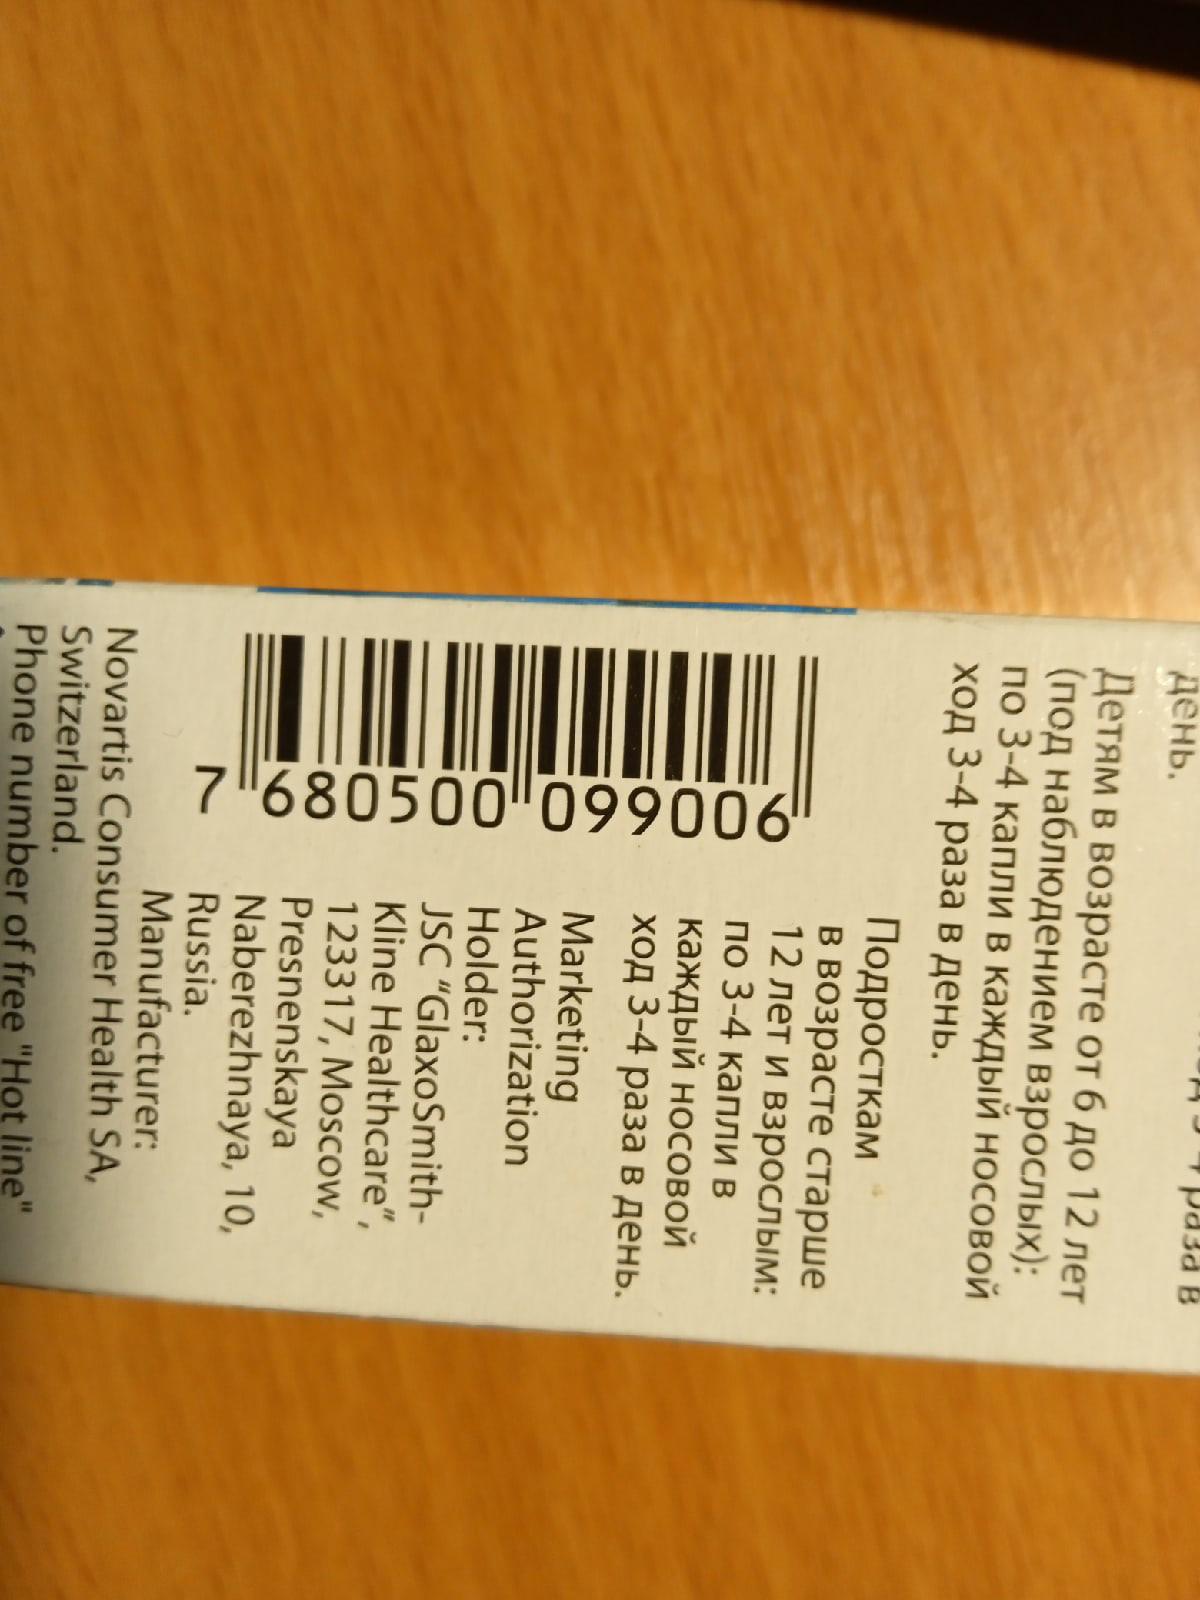 день.
Детям в возрасте от 6 до 12 лет
(под наблюдением взрослых):
по 3-4 капли в каждый носовой
ход 3-4 раза в день.
Подросткам
в возрасте старше
12 лет и взрослым:
по 3-4 капли в
каждый носовой
ход 3-4 раза в день.
7 680500 099006
Marketing
Authorization
Holder:
JSC "GlaxoSmith-
Kline Healthcare",
123317, Moscow,
Presnenskaya
Naberezhnaya, 10,
Russia.
Manufacturer:
Novartis Consumer Health SA,
Switzerland.
Phone number of free "Hot line"